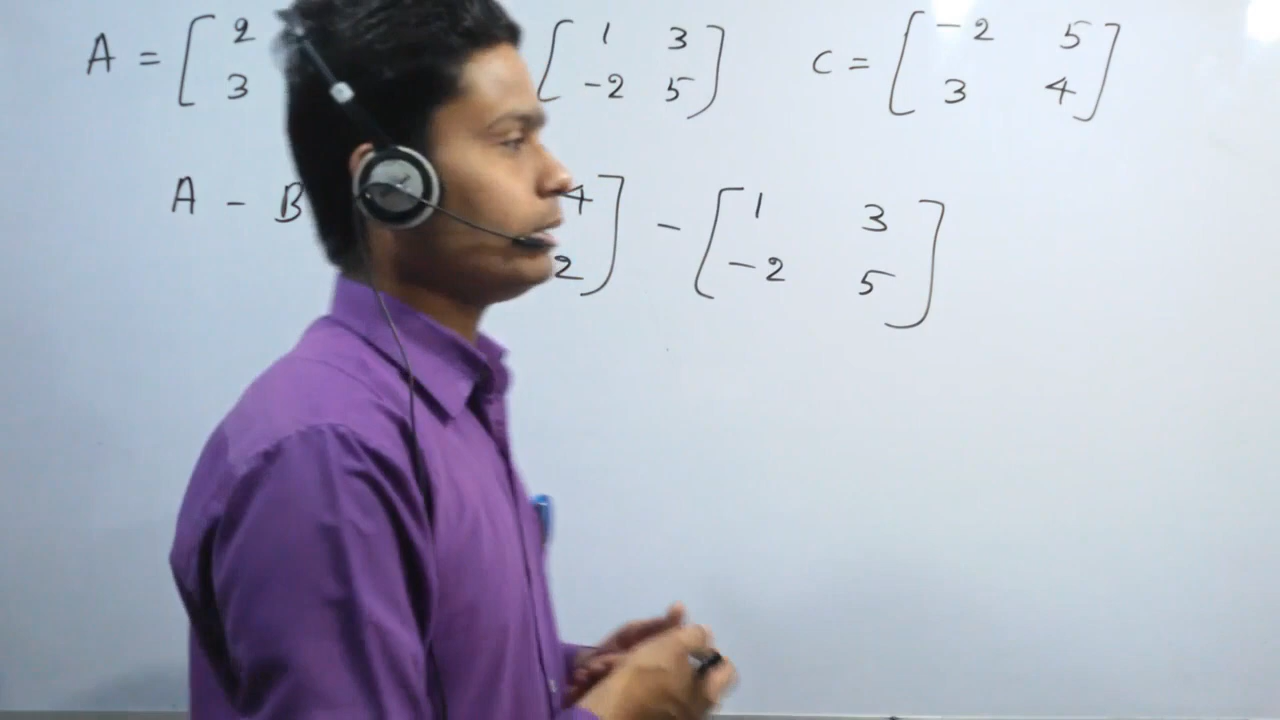 A = [ 2 [ 1 3 ] C = [ -2 5 ]
3 -2 5 3 4
A - B 4 ] - [ 1 3 ]
2 -2 5